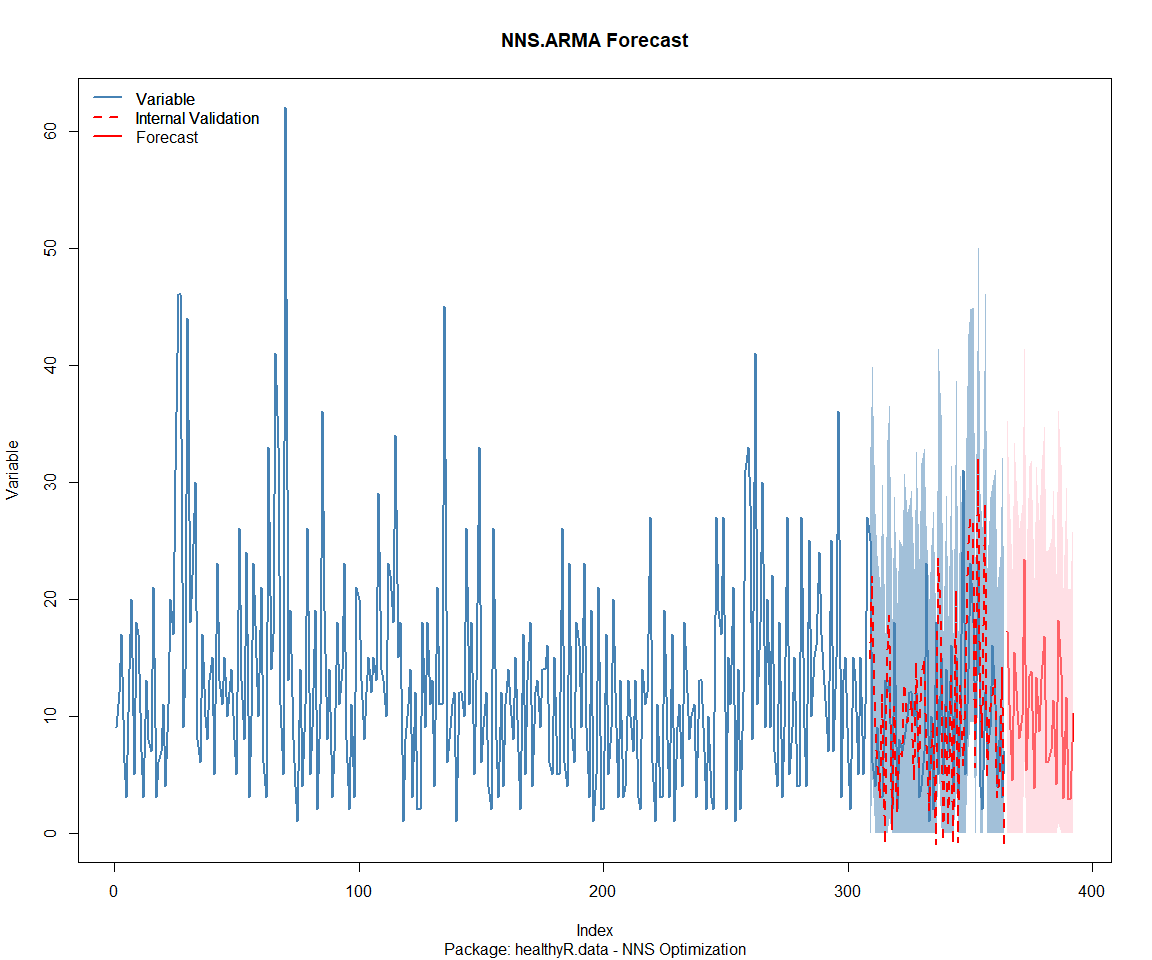 NNS.ARMA Forecast
Variable
Internal Validation
Forecast
60
50
40
30
20
10
0
Variable
0 100 200 300 400
Index
Package: healthyR.data - NNS Optimization